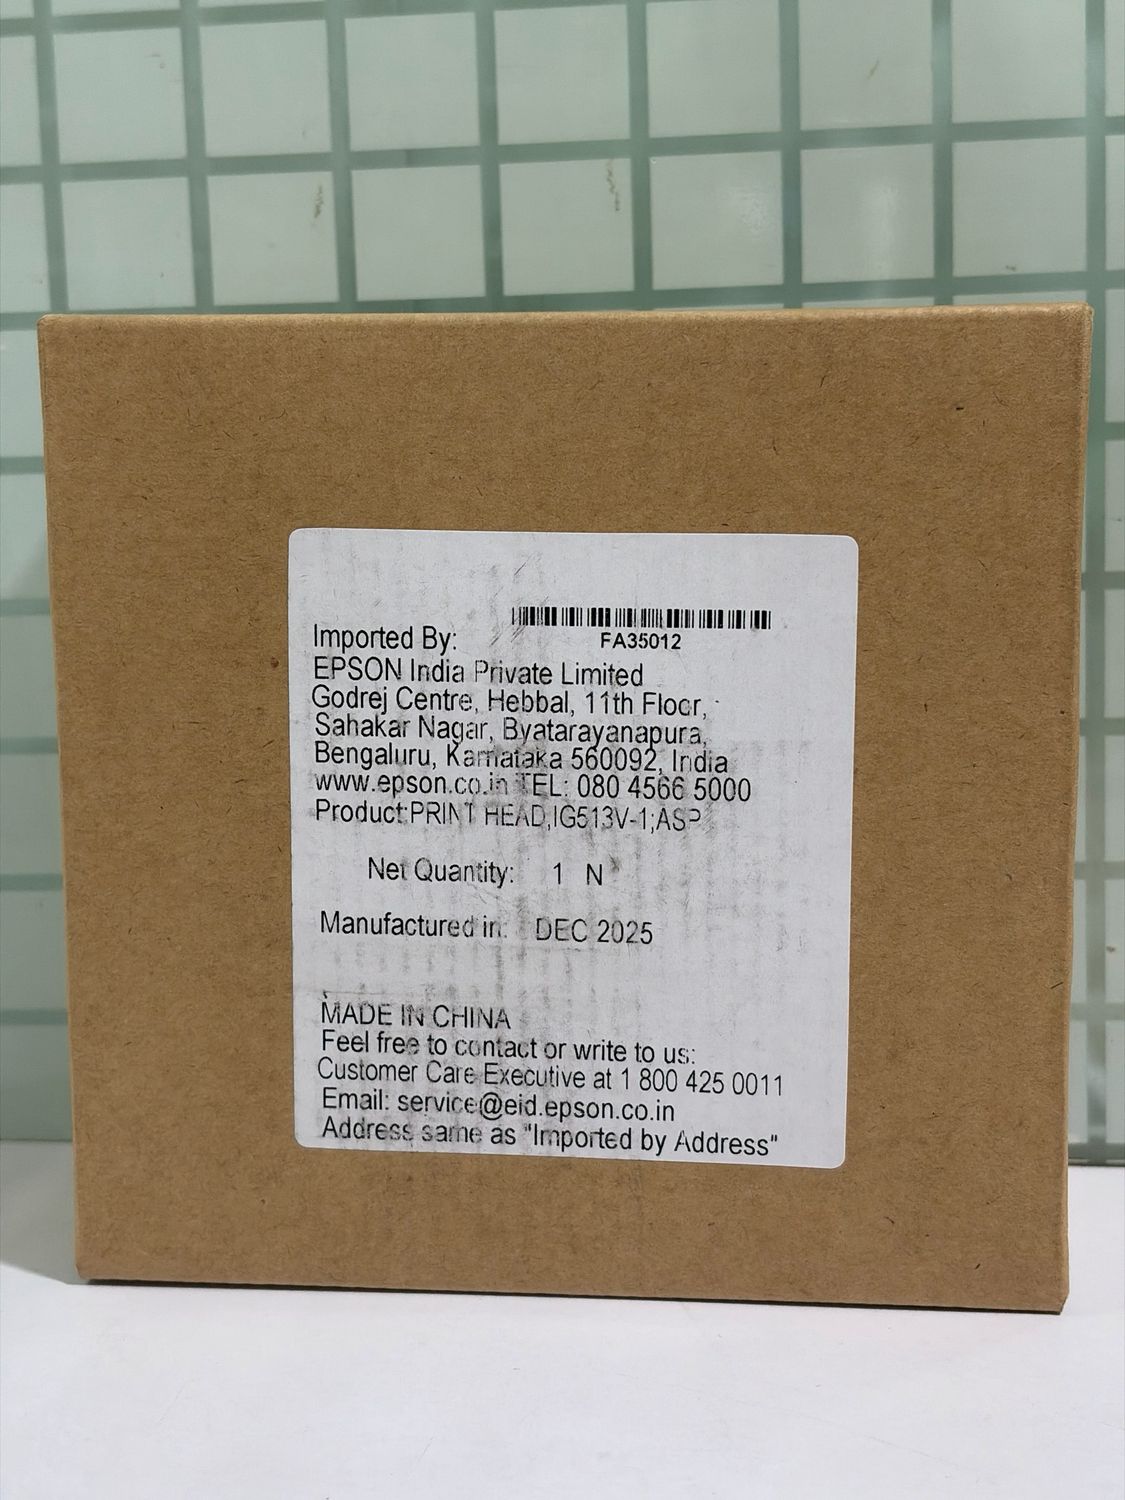 FA35012
Imported By:
EPSON India Private Limited
Godrej Centre, Hebbal, 11th Floor,
Sahakar Nagar, Byatarayanapura,
Bengaluru, Karnataka 560092, India
www.epson.co.in TEL: 080 4566 5000
Product:PRINT HEAD,IG513V-1;ASP
Net Quantity: 1 N
Manufactured in: DEC 2025
MADE IN CHINA
Feel free to contact or write to us:
Customer Care Executive at 1 800 425 0011
Email: service@eid.epson.co.in
Address same as "Imported by Address"